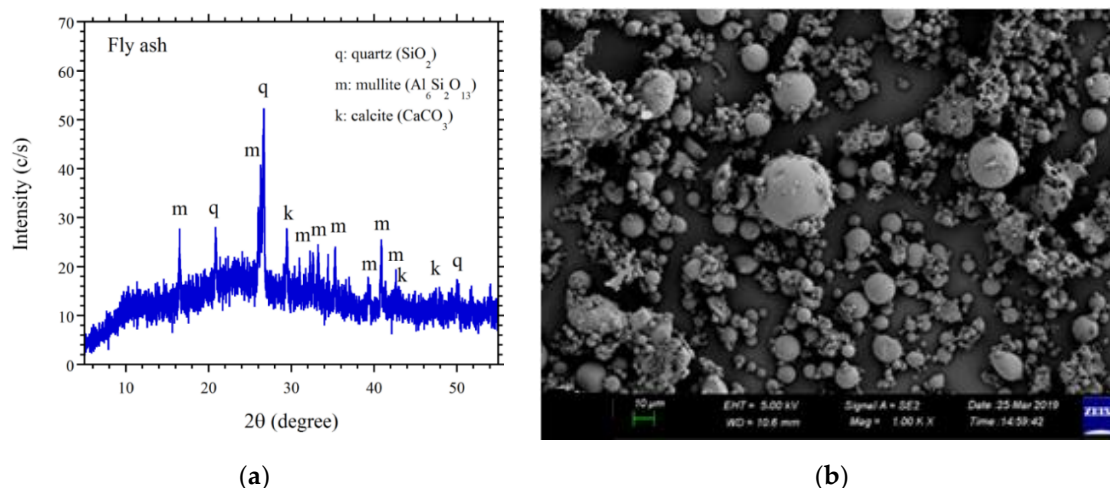 Fly ash
q: quartz (SiO2)
m: mullite (Al6Si2O13)
k: calcite (CaCO3)
Intensity (c/s)
70
60
50
40
30
20
10
0
q
m
m
q
k
m
m
m
m
m
m
k
k
q
10
20
30
40
50
2θ (degree)
10 µm
EHT = 5.00 kV
WD = 10.6 mm
Signal A = SE2
Mag = 1.00 K X
Date :25 Mar 2019
Time :14:59:42
ZEISS
(a)
(b)